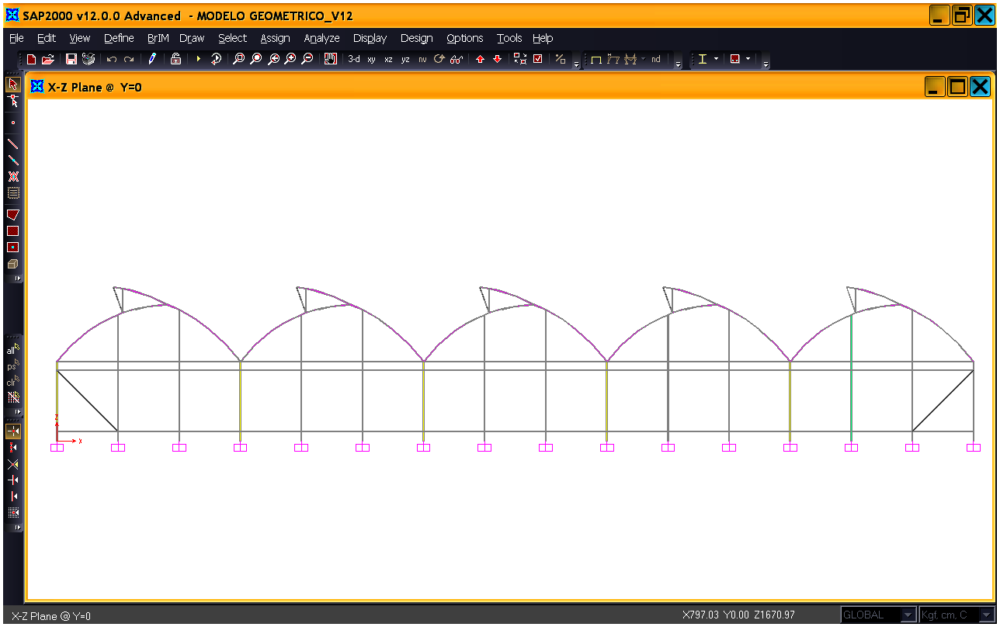 SAP2000 v12.0.0 Advanced - MODELO GEOMETRICO_V12
File Edit View Define BrIM Draw Select Assign Analyze Display Design Options Tools Help
3-d xy xz yz nv nd
X-Z Plane @ Y=0
all
ps
clr
Z
X
X-Z Plane @ Y=0 X797.03 Y0.00 Z1670.97 GLOBAL Kgf, cm, C